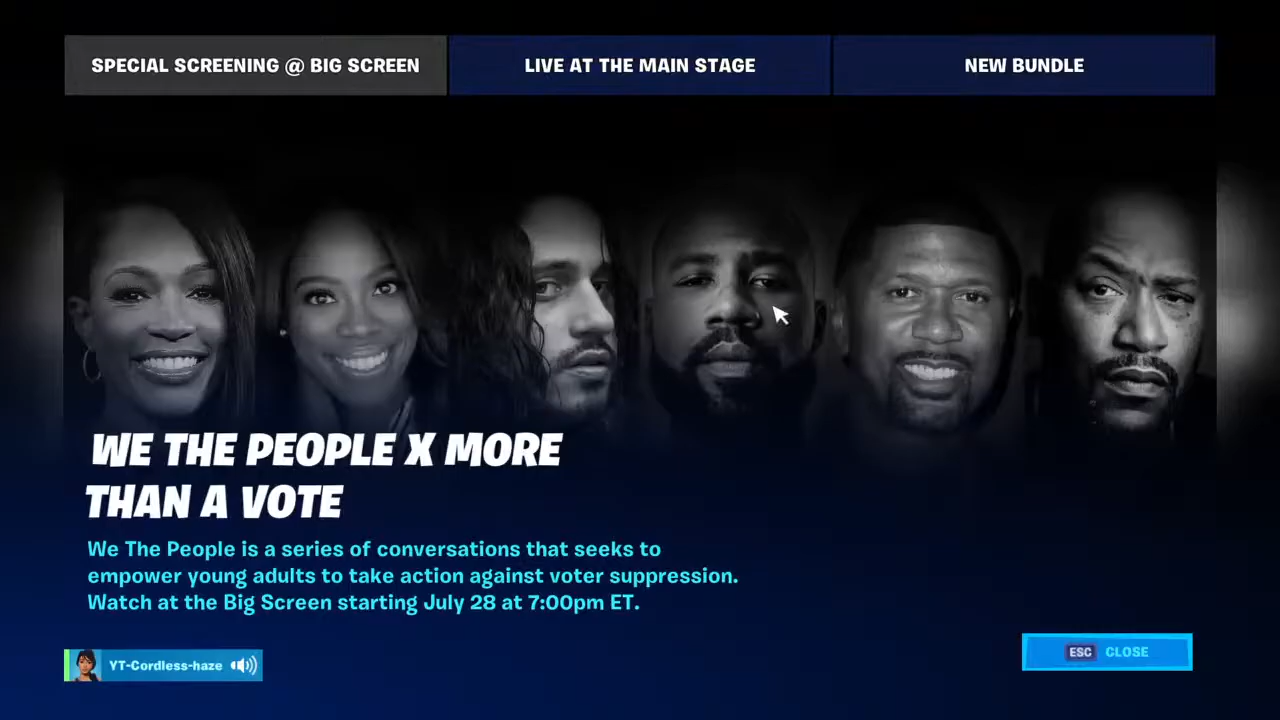 SPECIAL SCREENING @ BIG SCREEN
LIVE AT THE MAIN STAGE
NEW BUNDLE
WE THE PEOPLE X MORE
THAN A VOTE
We The People is a series of conversations that seeks to
empower young adults to take action against voter suppression.
Watch at the Big Screen starting July 28 at 7:00pm ET.
YT-Cordless-haze
ESC CLOSE